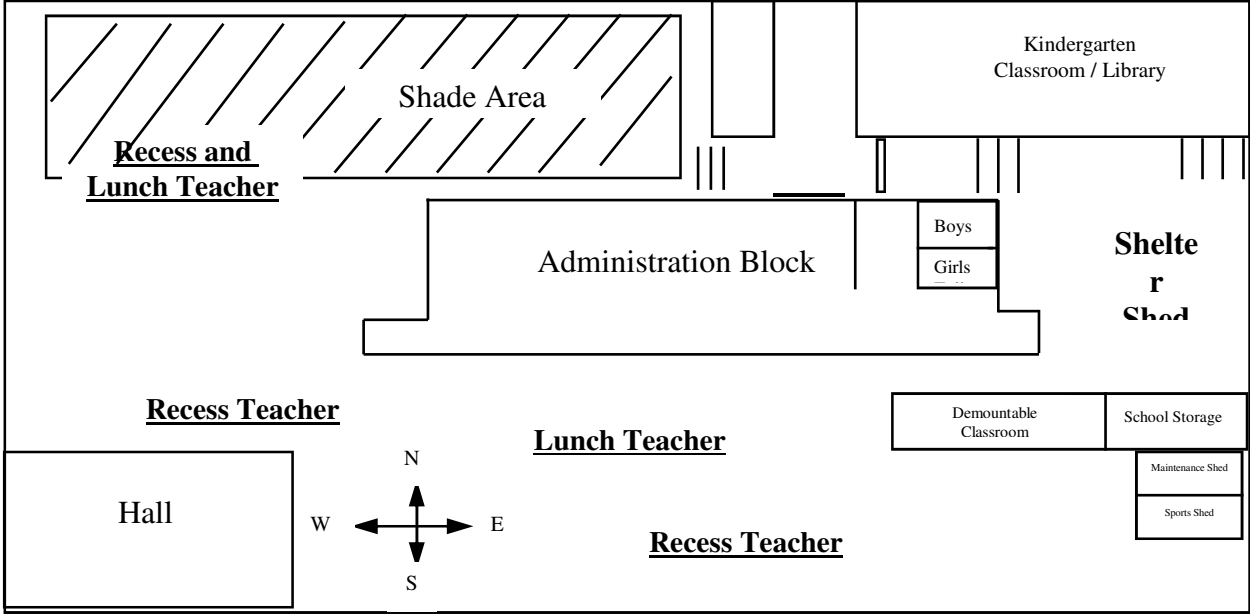 Kindergarten
Classroom / Library
Shade Area
Recess and
Lunch Teacher
Boys
Administration Block
Girls
Shelte
r
Shed
Recess Teacher
Demountable
Classroom
School Storage
Lunch Teacher
N
Maintenance Shed
Hall
W
E
Sports Shed
Recess Teacher
S